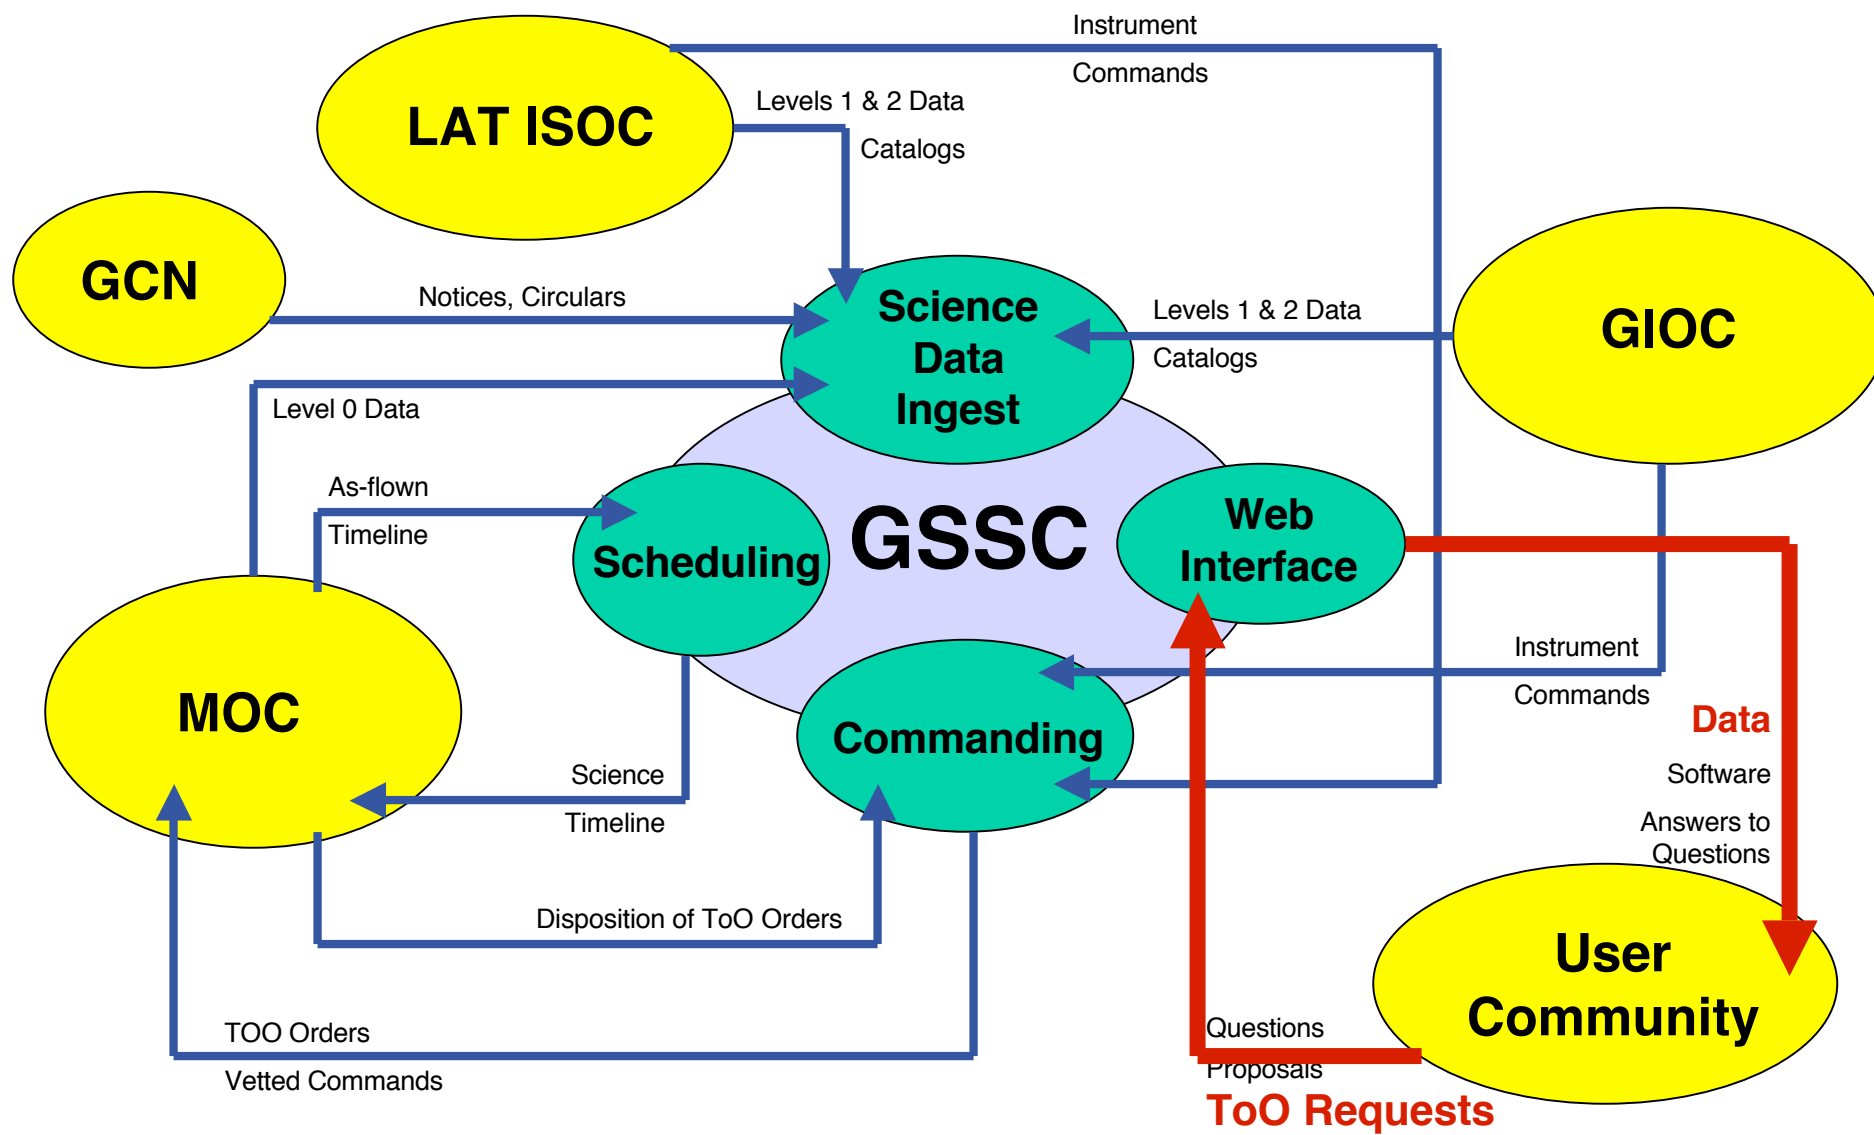 Instrument
Commands
LAT ISOC
Levels 1 & 2 Data
Catalogs
GCN
Notices, Circulars
Science
Data
Ingest
Levels 1 & 2 Data
Catalogs
GIOC
Level 0 Data
As-flown
Timeline
Scheduling
GSSC
Web
Interface
MOC
Commanding
Instrument
Commands
Data
Software
Answers to
Questions
Science
Timeline
Disposition of ToO Orders
User
Community
TOO Orders
Vetted Commands
Questions
Proposals
ToO Requests